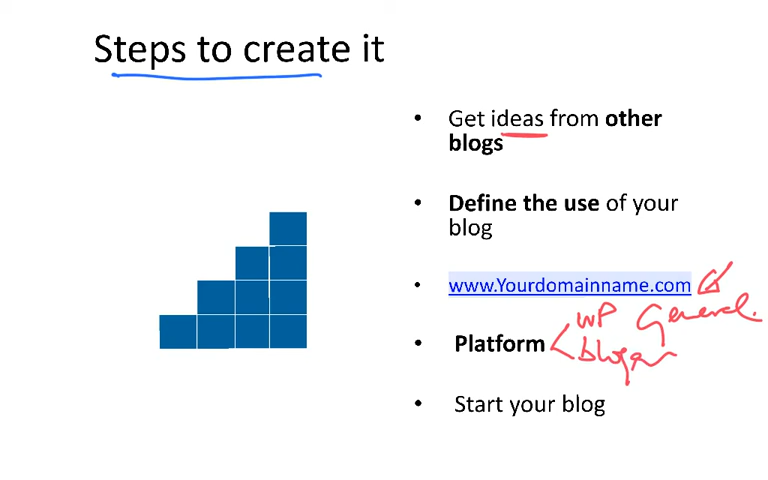 Steps to create it
• Get ideas from other
blogs
• Define the use of your
blog
• www.Yourdomainname.com
WP General.
• Platform
bloger
• Start your blog